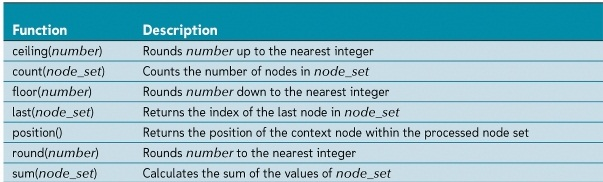 Function Description
ceiling(number) Rounds number up to the nearest integer
count(node_set) Counts the number of nodes in node_set
floor(number) Rounds number down to the nearest integer
last(node_set) Returns the index of the last node in node_set
position() Returns the position of the context node within the processed node set
round(number) Rounds number to the nearest integer
sum(node_set) Calculates the sum of the values of node_set